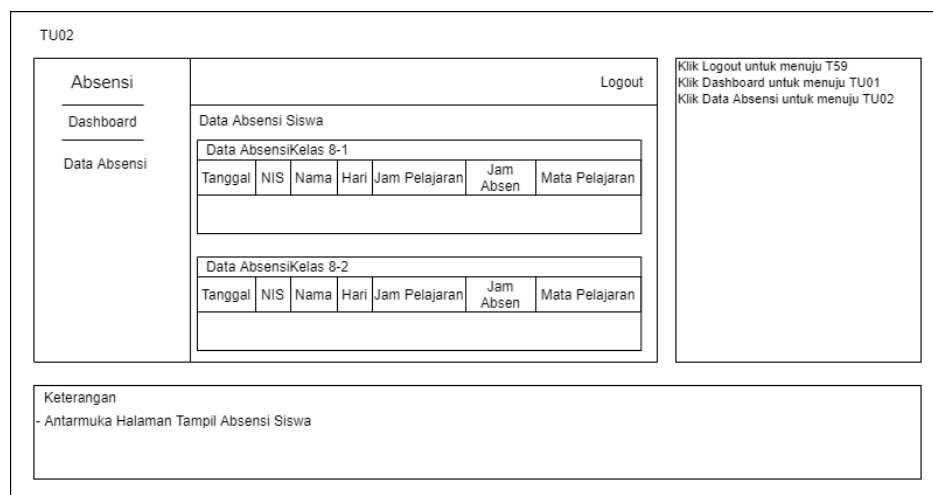 TU02
Absensi
Logout
Dashboard
Data Absensi
Data Absensi Siswa
Data AbsensiKelas 8-1
Tanggal NIS Nama Hari Jam Pelajaran Jam Absen Mata Pelajaran
Data AbsensiKelas 8-2
Tanggal NIS Nama Hari Jam Pelajaran Jam Absen Mata Pelajaran
Klik Logout untuk menuju T59
Klik Dashboard untuk menuju TU01
Klik Data Absensi untuk menuju TU02
Keterangan
- Antarmuka Halaman Tampil Absensi Siswa